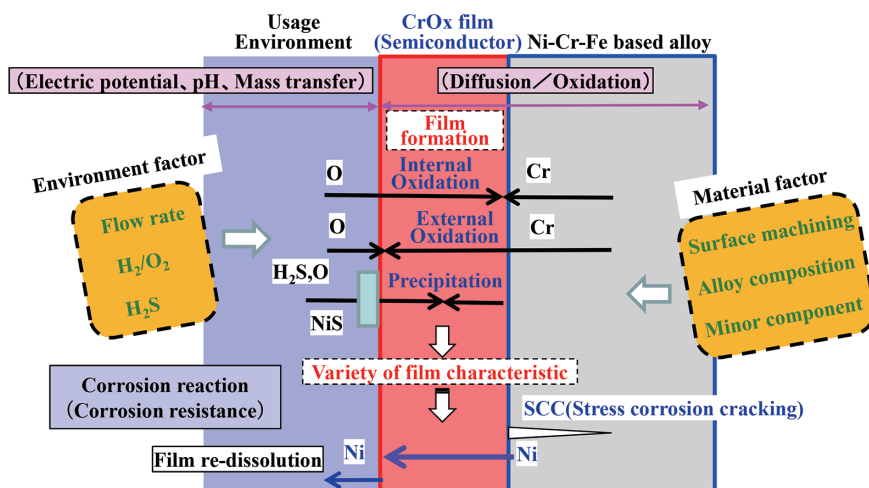 Usage
Environment
CrOx film
(Semiconductor)
Ni-Cr-Fe based alloy
(Electric potential、pH、Mass transfer)
(Diffusion／Oxidation)
Film
formation
Environment factor
Flow rate
H₂/O₂
H₂S
O
Internal
Oxidation
Cr
O
External
Oxidation
Cr
H₂S,O
Precipitation
NiS
Material factor
Surface machining
Alloy composition
Minor component
Variety of film characteristic
Corrosion reaction
(Corrosion resistance)
SCC(Stress corrosion cracking)
Film re-dissolution
Ni
Ni